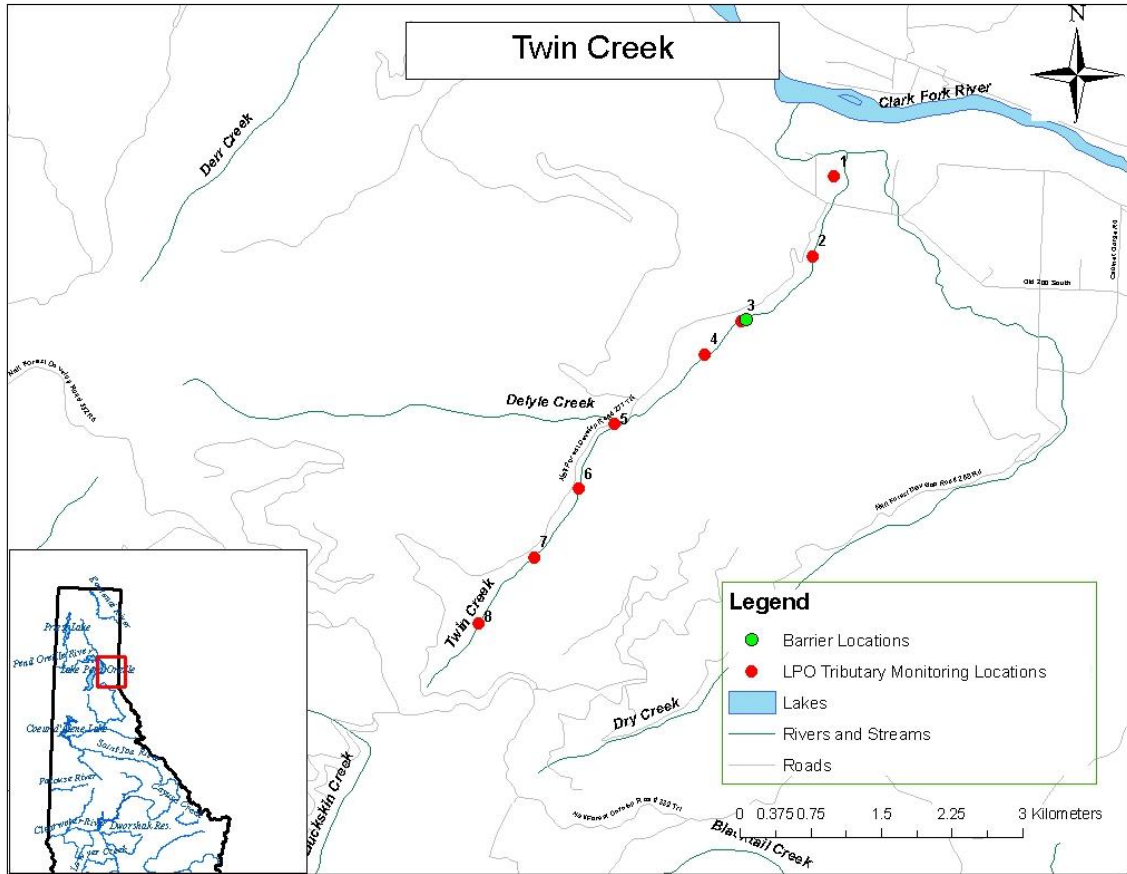 Twin Creek
N
Clark Fork River
Derr Creek
1
2
Cabinet Gorge Rd
Old 200 South
3
4
Delyle Creek
5
6
7
8
Twin Creek
Dry Creek
Buckskin Creek
Blacktail Creek
Priest Lake
Pend Oreille River
Lake Pend Oreille
Coeur d'Alene Lake
Saint Joe River
Palouse River
Clearwater River
Dworshak Res.
Legend
Barrier Locations
LPO Tributary Monitoring Locations
Lakes
Rivers and Streams
Roads
0 0.375 0.75 1.5 2.25 3 Kilometers